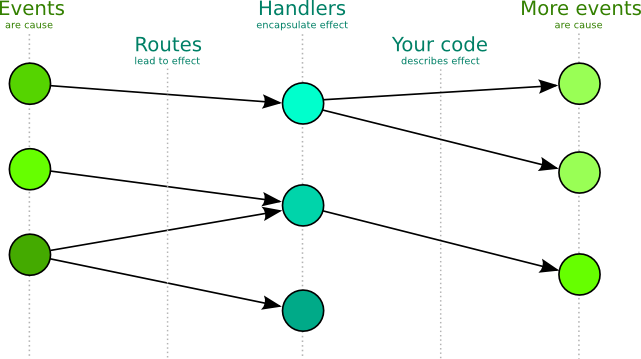 Events
are cause
Routes
lead to effect
Handlers
encapsulate effect
Your code
describes effect
More events
are cause